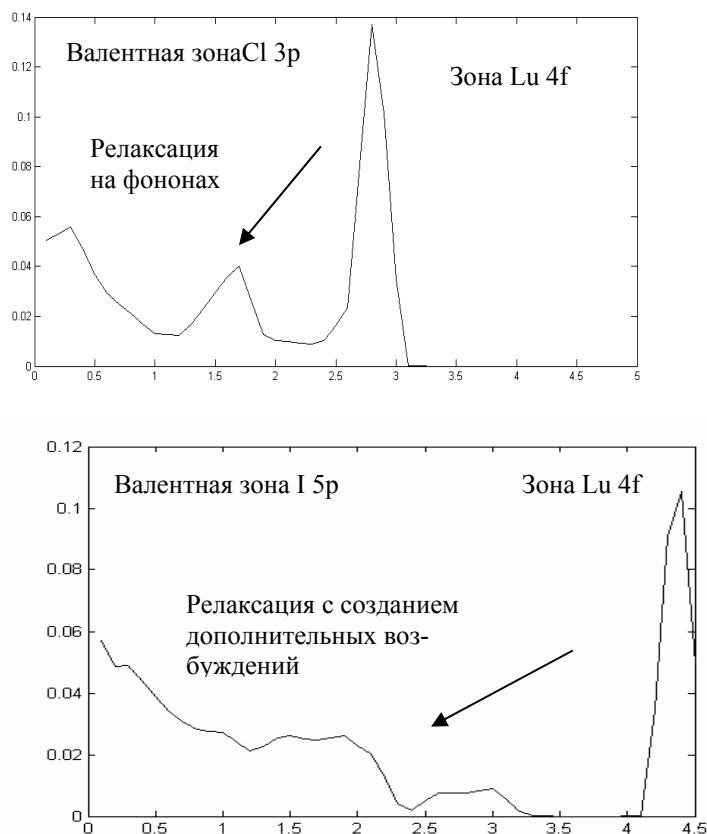 0.14
Валентная зонаCl 3p
Зона Lu 4f
0.12
0.1
Релаксация
на фононах
0.08
0.06
0.04
0.02
0
0 0.5 1 1.5 2 2.5 3 3.5 4 4.5 5
0.12
Валентная зона I 5p
Зона Lu 4f
0.1
0.08
Релаксация с созданием
дополнительных воз-
буждений
0.06
0.04
0.02
0
0 0.5 1 1.5 2 2.5 3 3.5 4 4.5